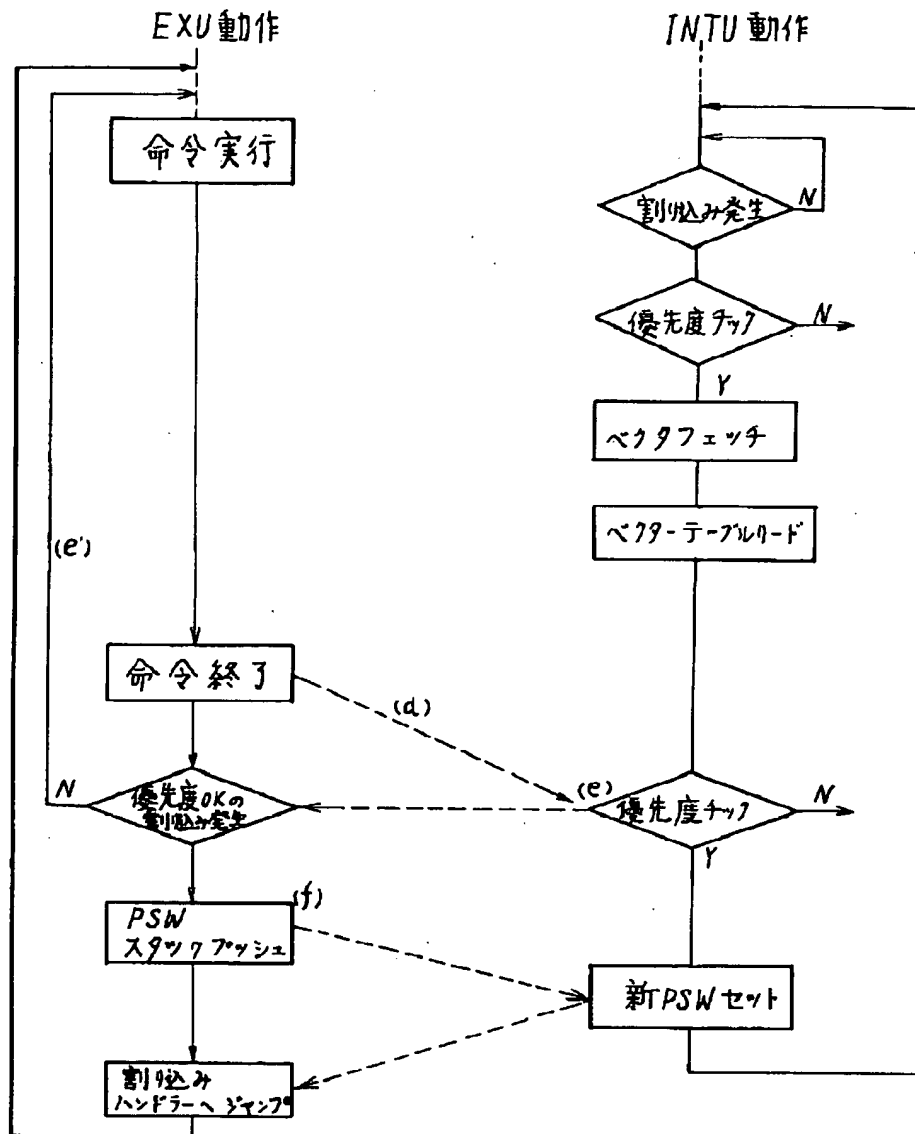 EXU動作
INTU動作
命令実行
割り込み発生
N
優先度チック
N
Y
ベクタフェッチ
ベクターテーブルリード
(e')
命令終了
(d)
N
優先度OKの
割り込み発生
(e)
優先度チック
N
Y
PSW
スタックプッシュ
(f)
新PSWセット
割り込み
ハンドラーへジャンプ